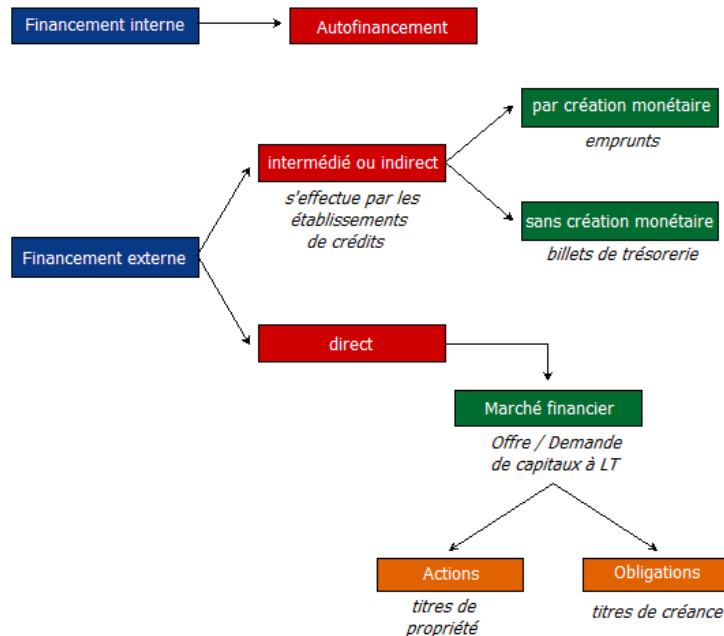 Financement interne
Autofinancement
par création monétaire
emprunts
intermédié ou indirect
s'effectue par les
établissements
de crédits
sans création monétaire
billets de trésorerie
Financement externe
direct
Marché financier
Offre / Demande
de capitaux à LT
Actions
titres de
propriété
Obligations
titres de créance